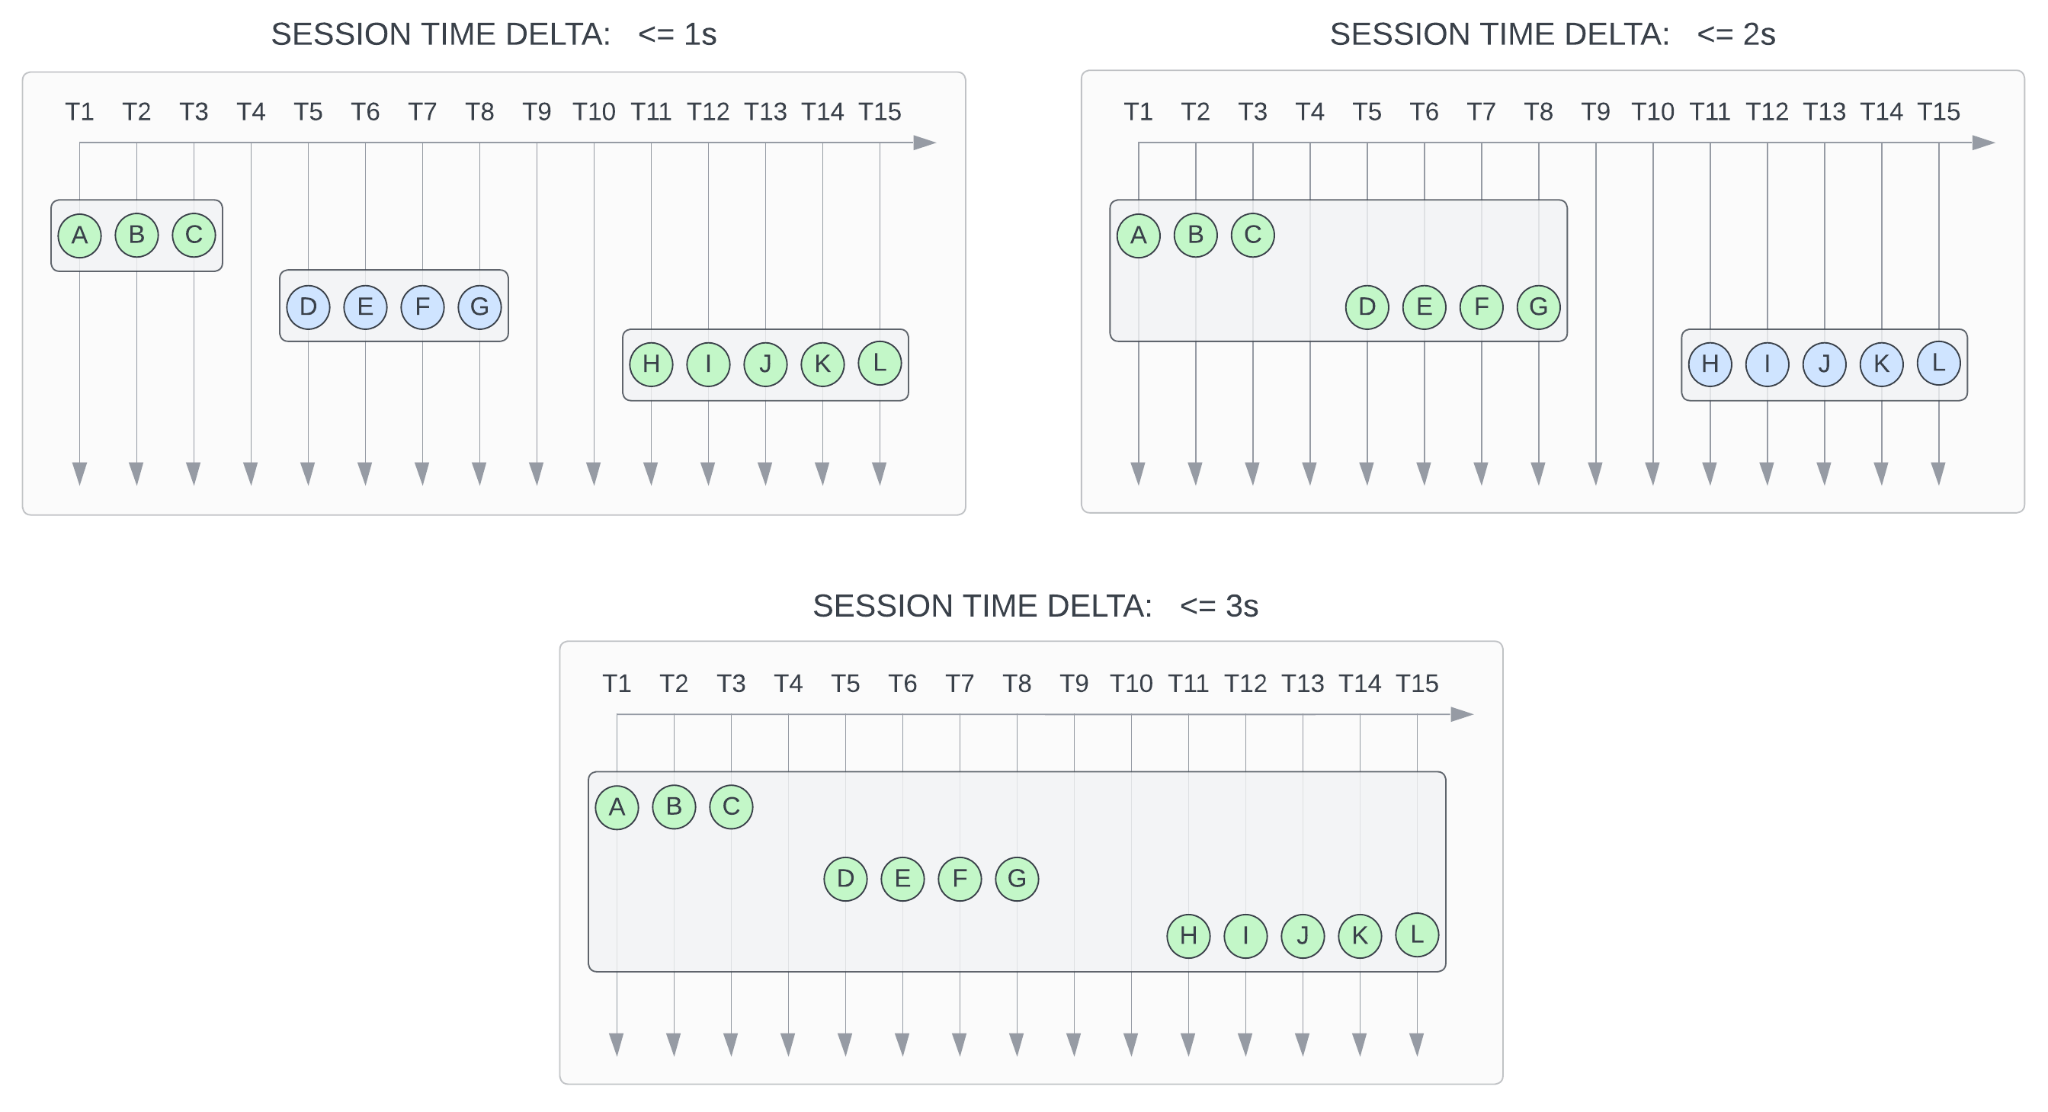 SESSION TIME DELTA: <= 1s
T1 T2 T3 T4 T5 T6 T7 T8 T9 T10 T11 T12 T13 T14 T15
A B C
D E F G
H I J K L
SESSION TIME DELTA: <= 2s
T1 T2 T3 T4 T5 T6 T7 T8 T9 T10 T11 T12 T13 T14 T15
A B C
D E F G
H I J K L
SESSION TIME DELTA: <= 3s
T1 T2 T3 T4 T5 T6 T7 T8 T9 T10 T11 T12 T13 T14 T15
A B C
D E F G
H I J K L